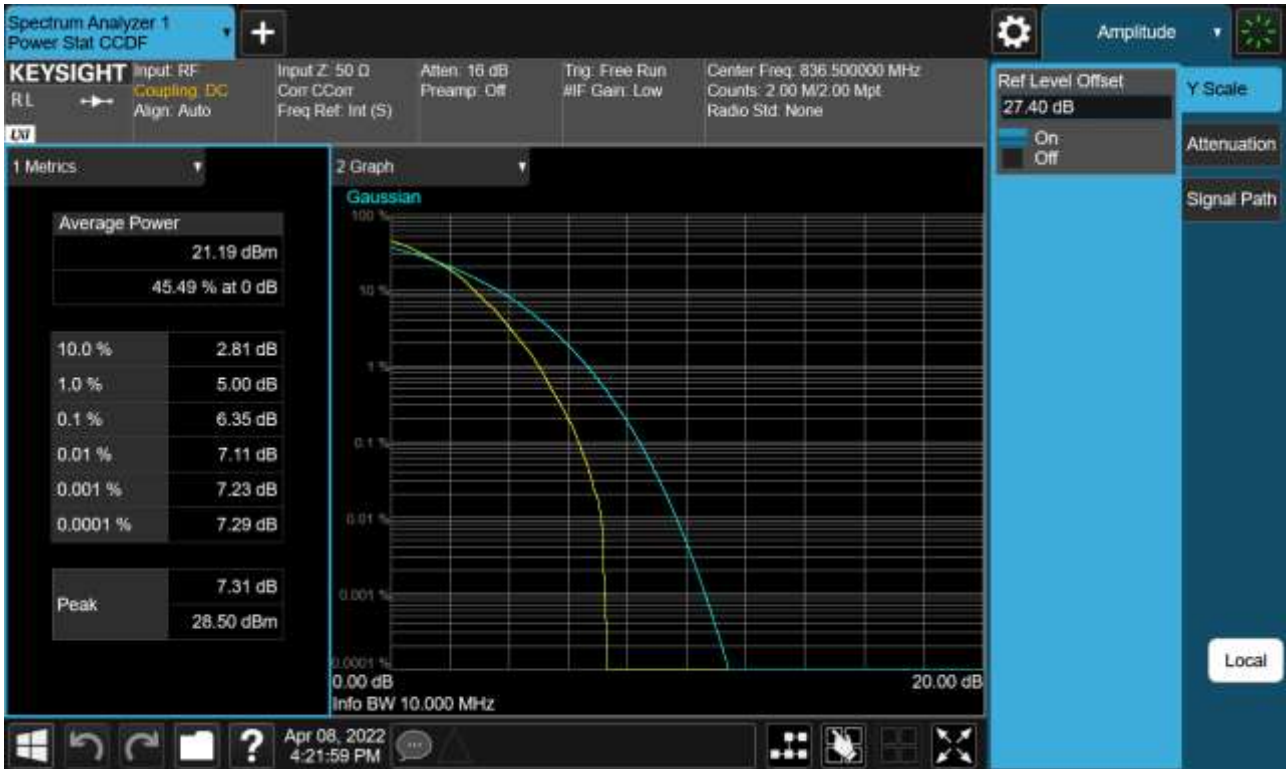 Spectrum Analyzer 1
Power Stat CCDF
+
Amplitude
KEYSIGHT
RL
LXI
Input: RF
Coupling: DC
Align: Auto
Input Z: 50 Ω
Corr CCorr
Freq Ref: Int (S)
Atten: 16 dB
Preamp: Off
Trig: Free Run
#IF Gain: Low
Center Freq: 836.500000 MHz
Counts: 2.00 M/2.00 Mpt
Radio Std: None
Ref Level Offset
27.40 dB
On
Off
Y Scale
Attenuation
Signal Path
1 Metrics
Average Power
21.19 dBm
45.49 % at 0 dB
10.0 % 2.81 dB
1.0 % 5.00 dB
0.1 % 6.35 dB
0.01 % 7.11 dB
0.001 % 7.23 dB
0.0001 % 7.29 dB
Peak
7.31 dB
28.50 dBm
2 Graph
Gaussian
100 %
10 %
1 %
0.1 %
0.01 %
0.001 %
0.0001 %
0.00 dB
20.00 dB
Info BW 10.000 MHz
Local
?
Apr 08, 2022
4:21:59 PM